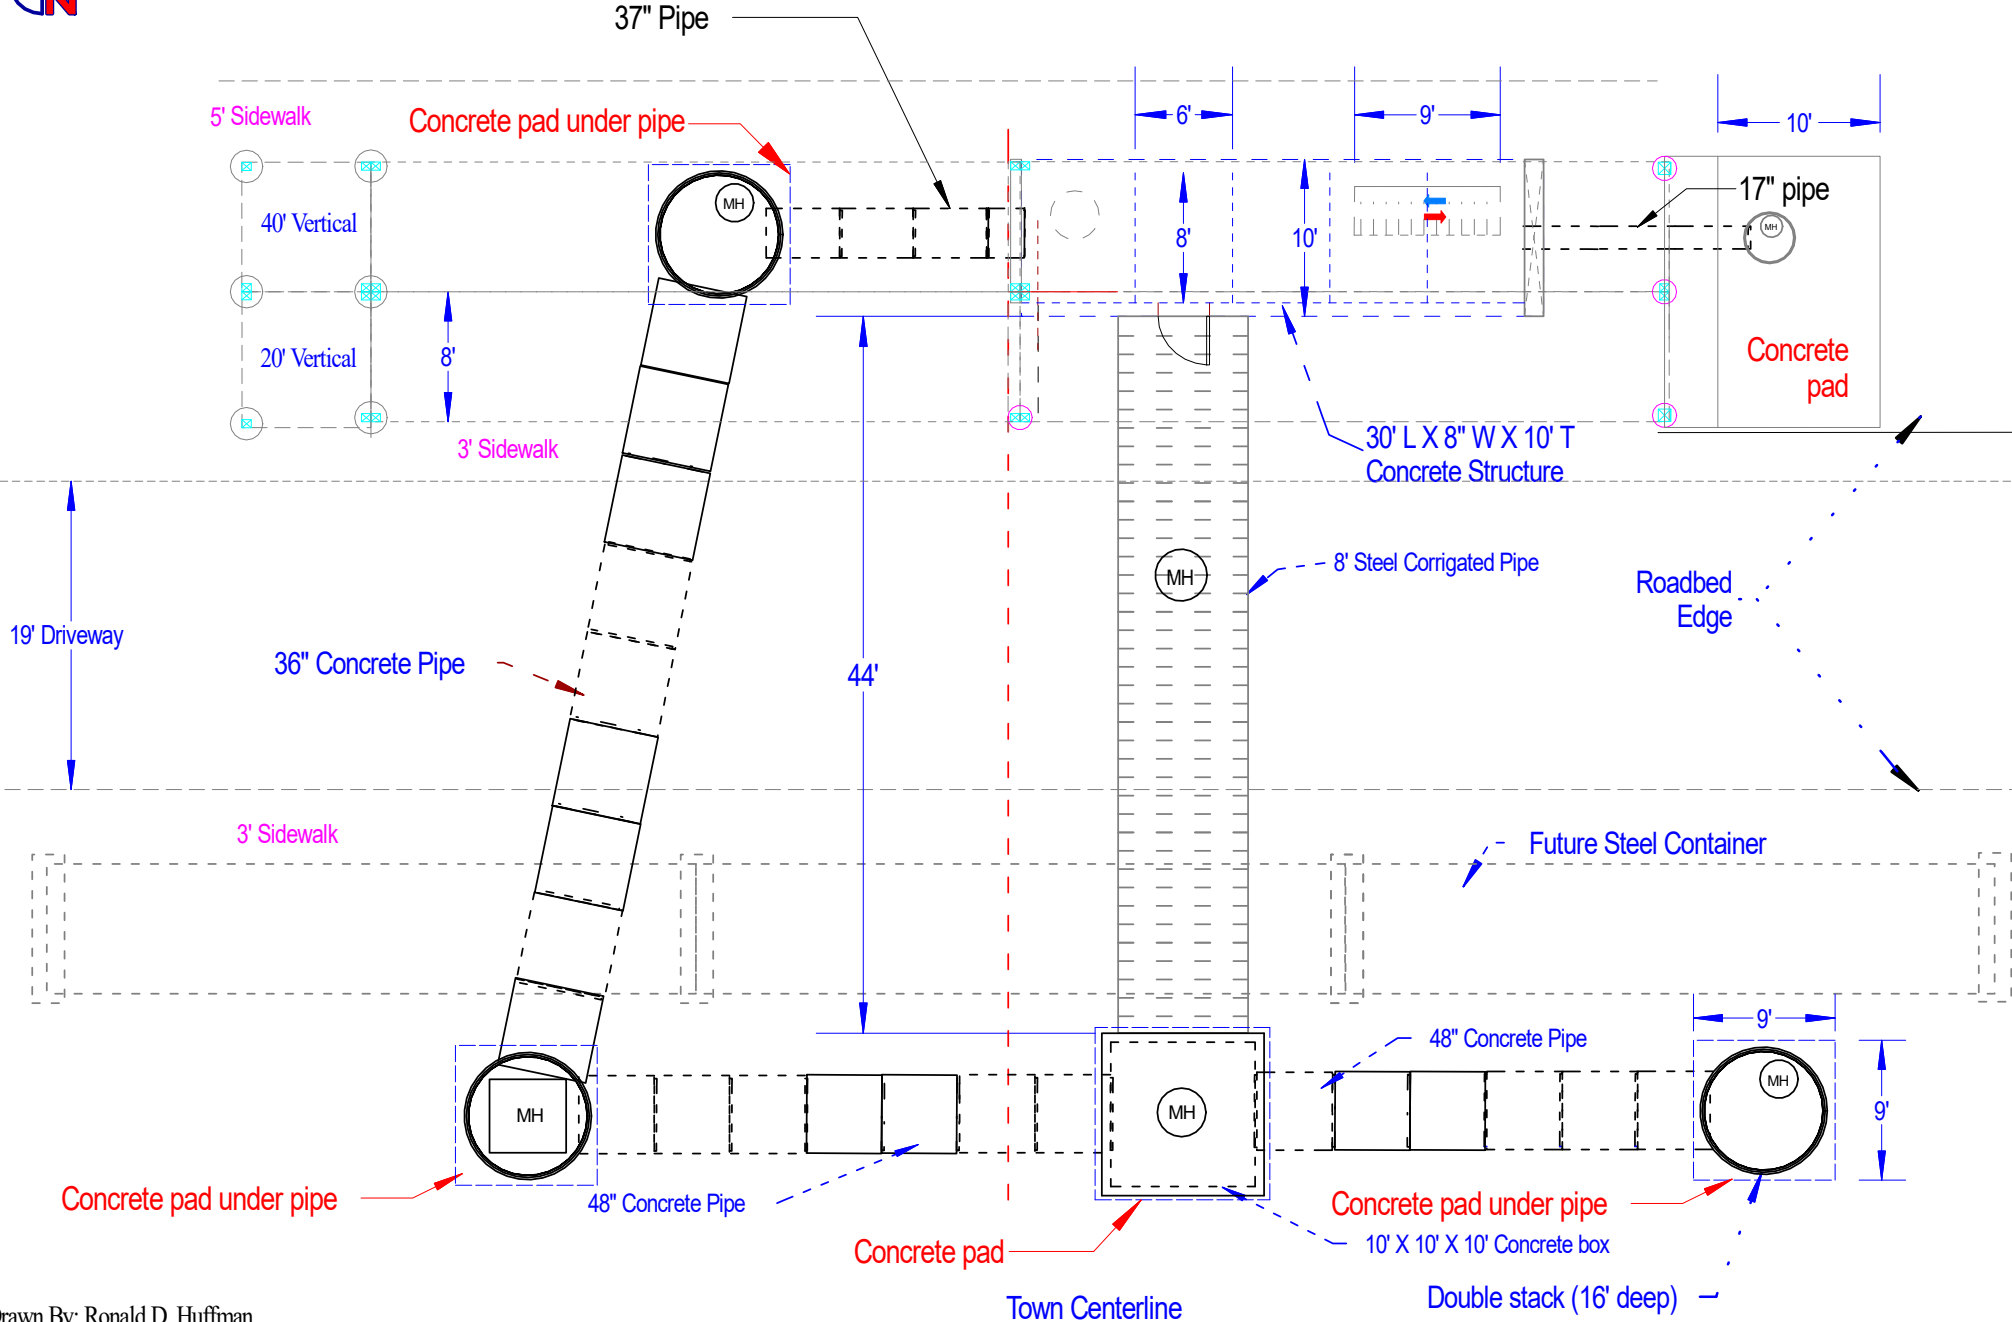 N
37" Pipe
5' Sidewalk
Concrete pad under pipe
6'
9'
10'
MH
17" pipe
MH
40' Vertical
8'
10'
20' Vertical
8'
Concrete
pad
3' Sidewalk
30' L X 8" W X 10' T
Concrete Structure
8' Steel Corrigated Pipe
MH
Roadbed
Edge
19' Driveway
36" Concrete Pipe
44'
3' Sidewalk
Future Steel Container
9'
48" Concrete Pipe
MH
MH
MH
9'
Concrete pad under pipe
48" Concrete Pipe
Concrete pad under pipe
10' X 10' X 10' Concrete box
Concrete pad
Double stack (16' deep)
Town Centerline
Drawn By: Ronald D. Huffman